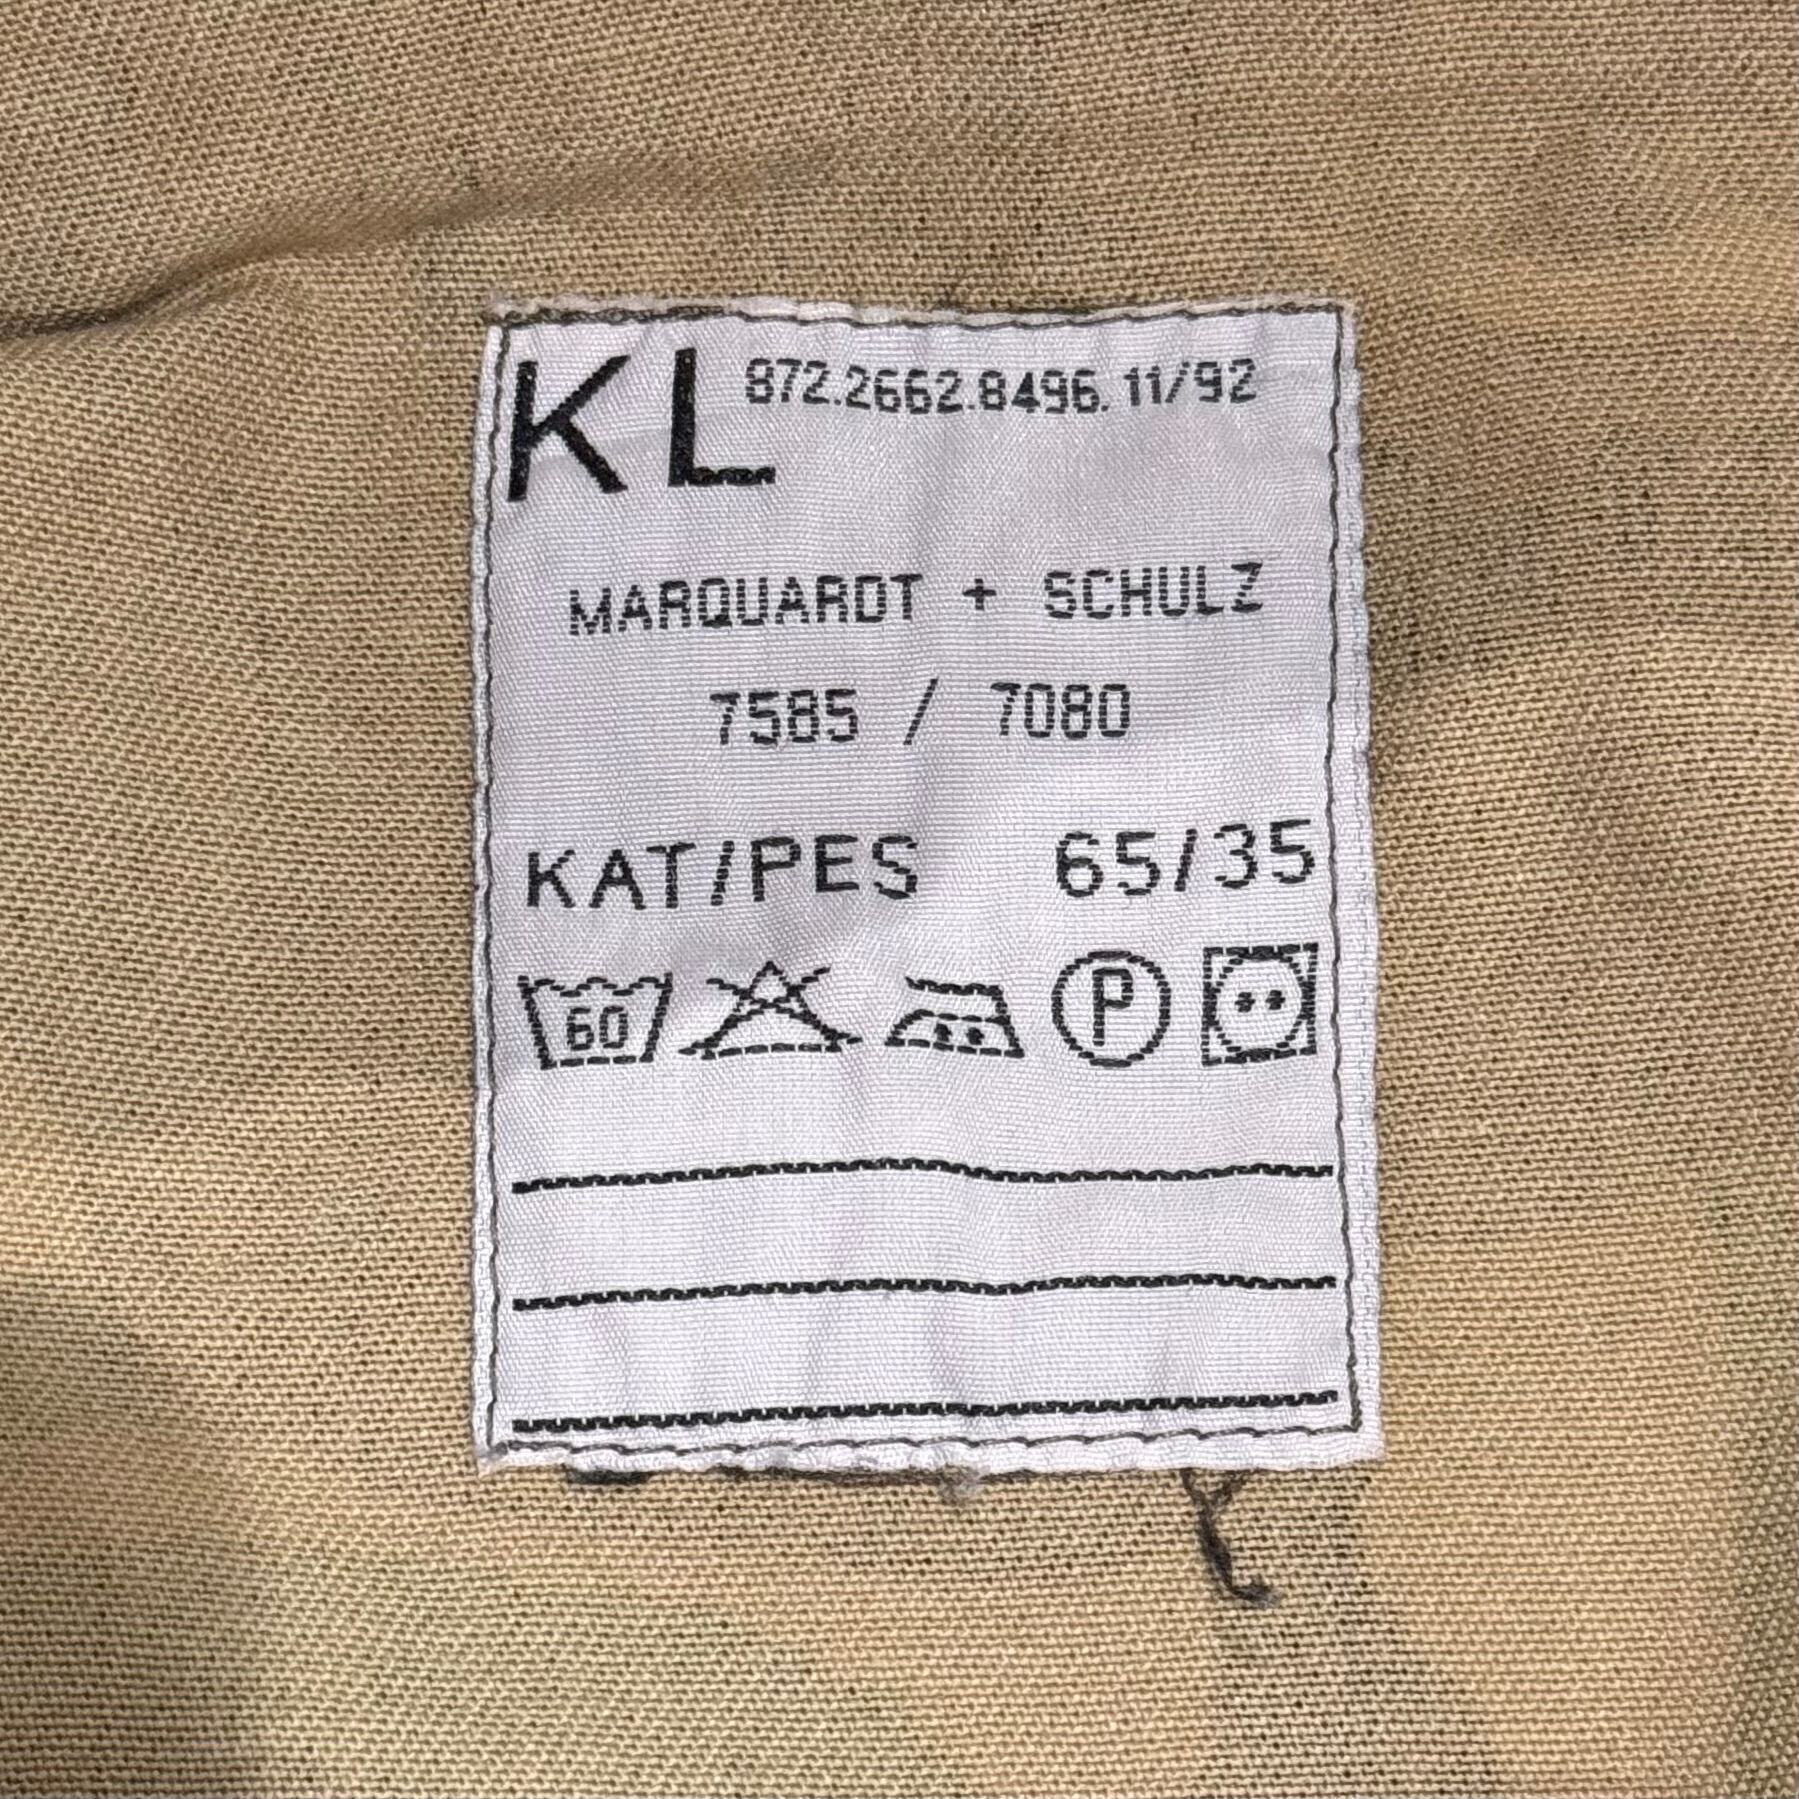 KL 872.2662.8496. 11/92
MARQUARDT + SCHULZ
7585 / 7080
KAT/PES 65/35
60 P